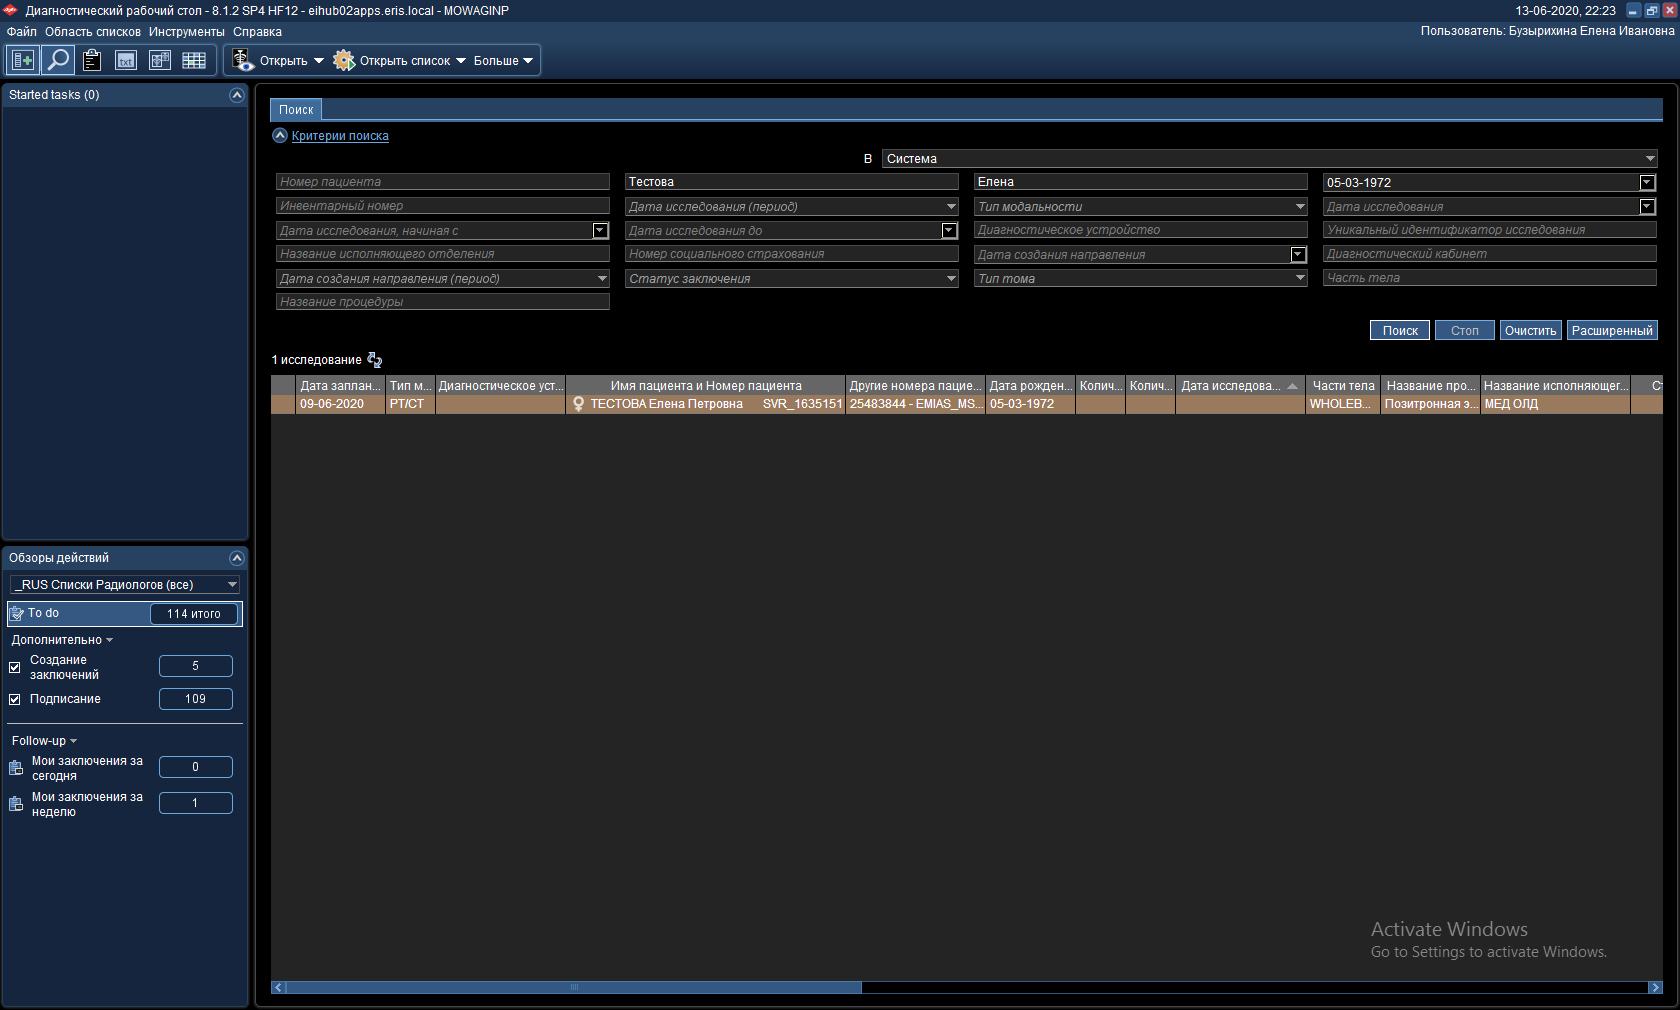 Диагностический рабочий стол - 8.1.2 SP4 HF12 - eihub02apps.eris.local - MOWAGINP
13-06-2020, 22:23
Файл Область списков Инструменты Справка
Пользователь: Бузырихина Елена Ивановна
txt Открыть Открыть список Больше
Started tasks (0)
Поиск
Критерии поиска
В Система
Номер пациента Тестова Елена 05-03-1972
Инвентарный номер Дата исследования (период) Тип модальности Дата исследования
Дата исследования, начиная с Дата исследования до Диагностическое устройство Уникальный идентификатор исследования
Название исполняющего отделения Номер социального страхования Дата создания направления Диагностический кабинет
Дата создания направления (период) Статус заключения Тип тома Часть тела
Название процедуры
Поиск Стоп Очистить Расширенный
1 исследование
Дата заплан... Тип м... Диагностическое уст... Имя пациента и Номер пациента Другие номера пацие... Дата рожден... Колич... Колич... Дата исследова... Части тела Название про... Название исполняющег... Ст
09-06-2020 PT/CT ТЕСТОВА Елена Петровна SVR_1635151 25483844 - EMIAS_MS... 05-03-1972 WHOLEB... Позитронная э... МЕД ОЛД
Обзоры действий
_RUS Списки Радиологов (все)
To do 114 итого
Дополнительно
Создание заключений 5
Подписание 109
Follow-up
Мои заключения за сегодня 0
Мои заключения за неделю 1
Activate Windows
Go to Settings to activate Windows.